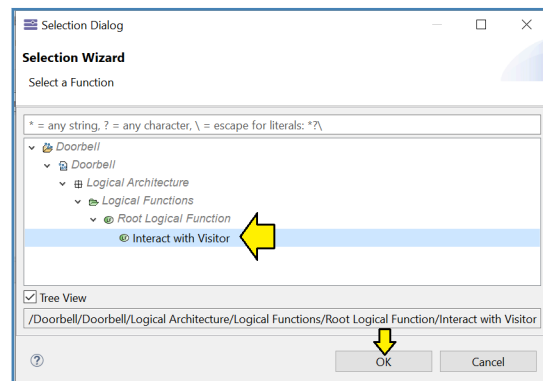 Selection Dialog
Selection Wizard
Select a Function
* = any string, ? = any character, \ = escape for literals: *?\
Doorbell
Doorbell
Logical Architecture
Logical Functions
Root Logical Function
Interact with Visitor
Tree View
/Doorbell/Doorbell/Logical Architecture/Logical Functions/Root Logical Function/Interact with Visitor
?
OK Cancel